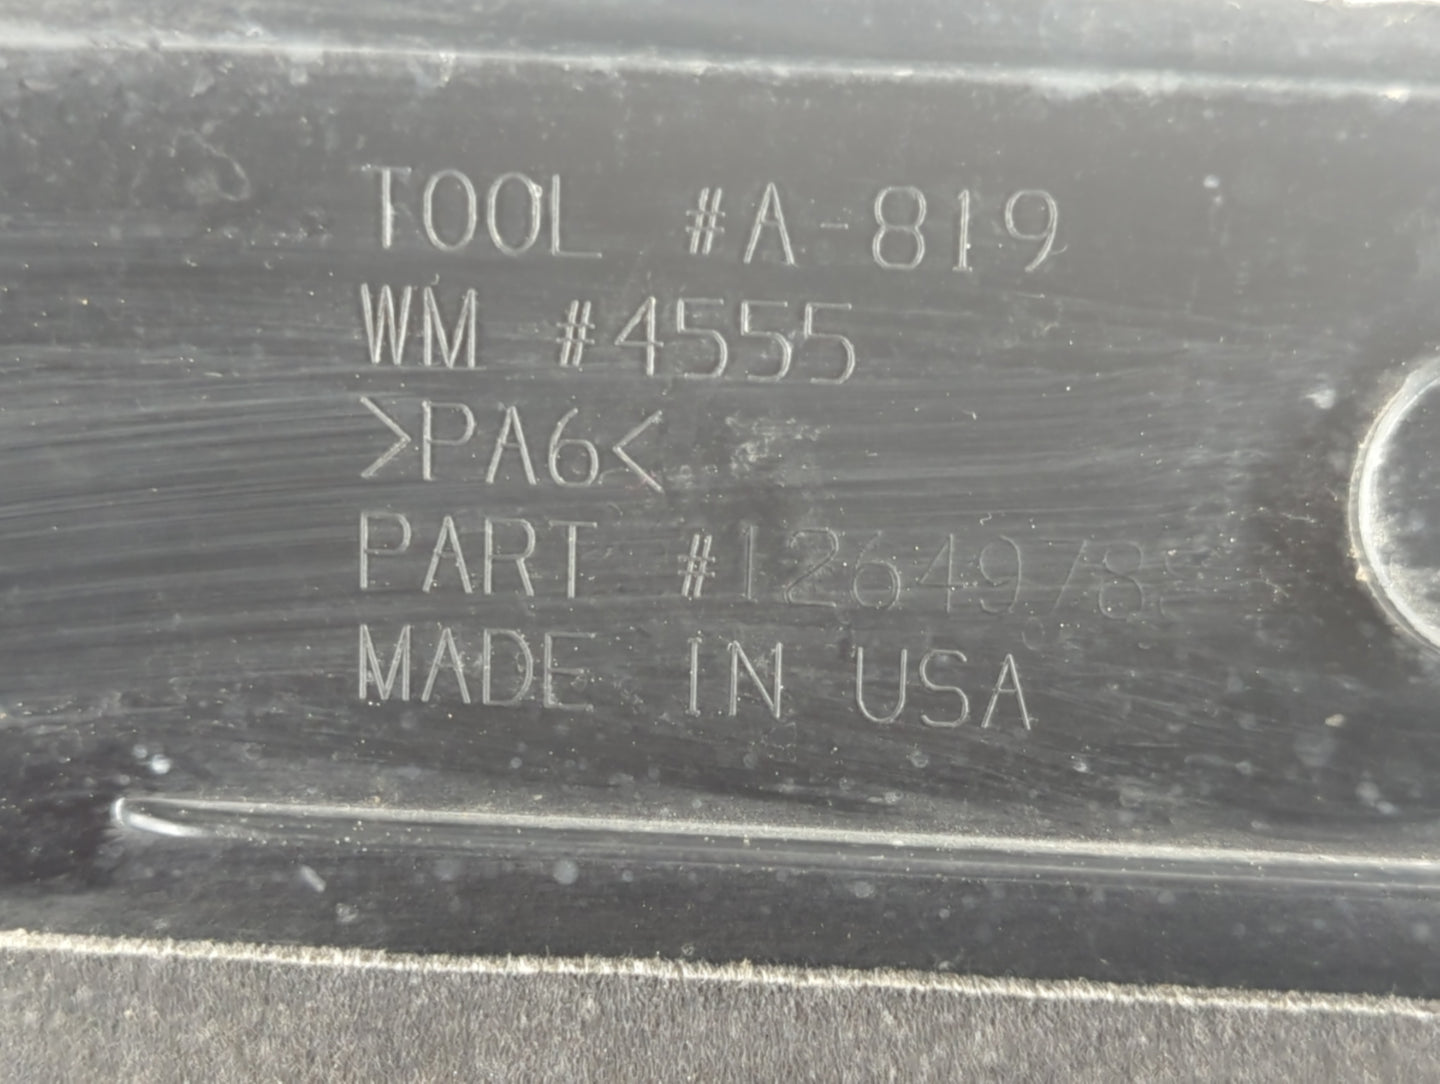 TOOL #A-819
WM #4555
>PA6<
PART
MADE IN USA